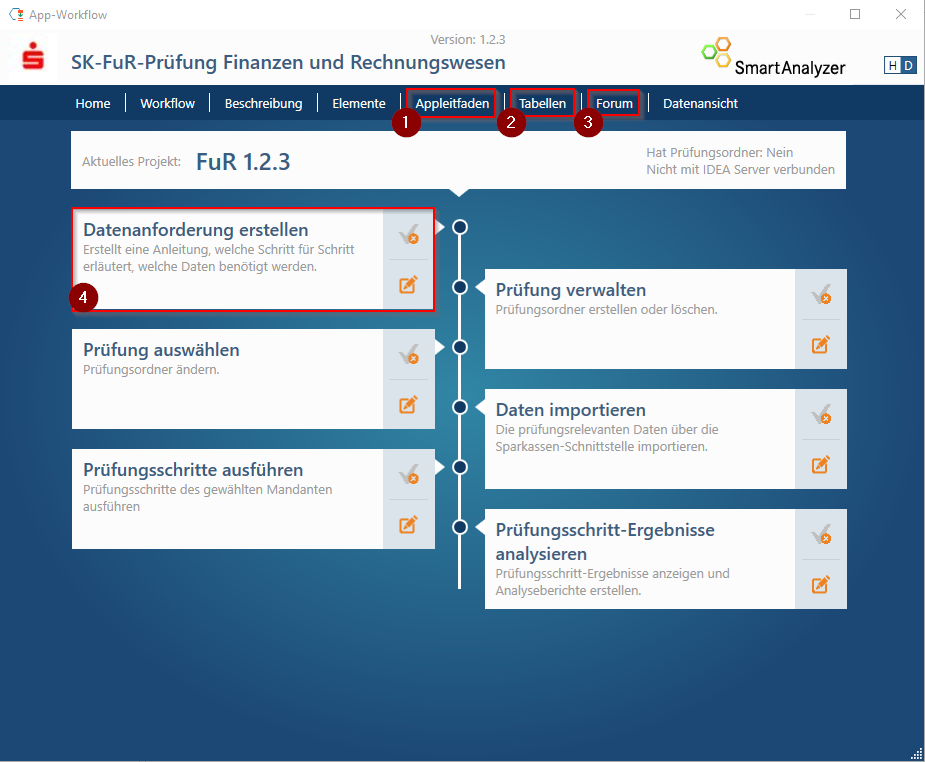 App-Workflow
Version: 1.2.3
SK-FuR-Prüfung Finanzen und Rechnungswesen
SmartAnalyzer
H D
Home Workflow Beschreibung Elemente Appleitfaden Tabellen Forum Datenansicht
1 2 3
Aktuelles Projekt: FuR 1.2.3
Hat Prüfungsordner: Nein
Nicht mit IDEA Server verbunden
Datenanforderung erstellen
Erstellt eine Anleitung, welche Schritt für Schritt
erläutert, welche Daten benötigt werden.
4
Prüfung verwalten
Prüfungsordner erstellen oder löschen.
Prüfung auswählen
Prüfungsordner ändern.
Daten importieren
Die prüfungsrelevanten Daten über die
Sparkassen-Schnittstelle importieren.
Prüfungsschritte ausführen
Prüfungsschritte des gewählten Mandanten
ausführen
Prüfungsschritt-Ergebnisse
analysieren
Prüfungsschritt-Ergebnisse anzeigen und
Analyseberichte erstellen.